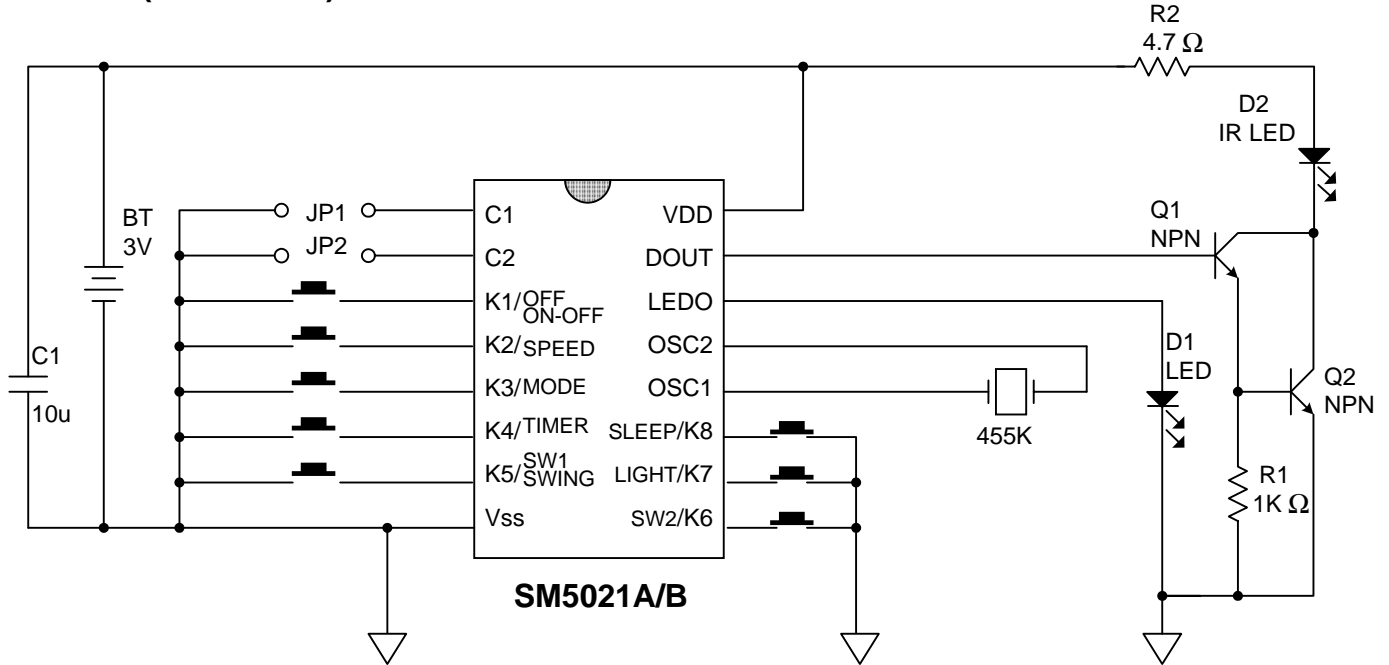 R2
4.7 Ω
D2
IR LED
BT
3V
JP1
JP2
C1
C2
K1/OFF
ON-OFF
K2/SPEED
K3/MODE
K4/TIMER
K5/SW1
SWING
Vss
VDD
DOUT
LEDO
OSC2
OSC1
SLEEP/K8
LIGHT/K7
SW2/K6
Q1
NPN
C1
10u
D1
LED
Q2
NPN
455K
R1
1K Ω
SM5021A/B